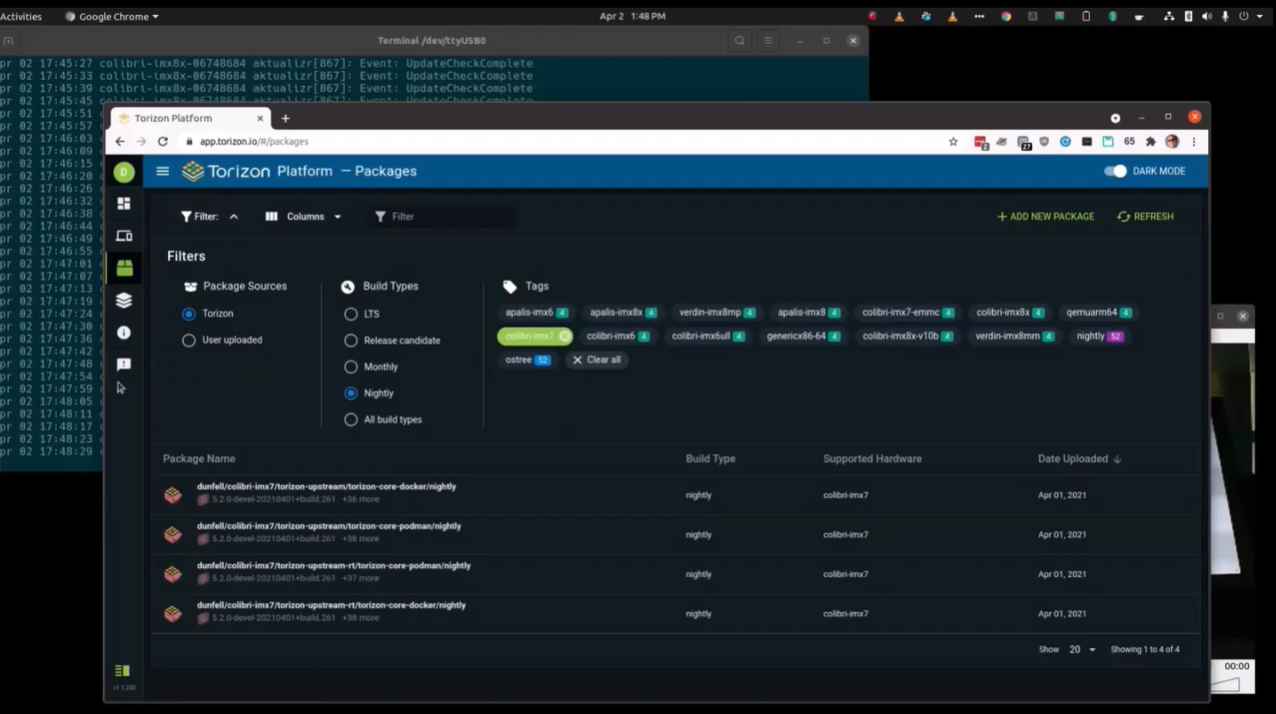 Activities
Google Chrome
Apr 2 1:48 PM
Terminal /dev/ttyUSB0
pr 02 17:45:27 colibri-imx8x-06748684 aktualizr[867]: Event: UpdateCheckComplete
pr 02 17:45:33 colibri-imx8x-06748684 aktualizr[867]: Event: UpdateCheckComplete
pr 02 17:45:39 colibri-imx8x-06748684 aktualizr[867]: Event: UpdateCheckComplete
pr 02 17:45:45 colibri-imx8x-06748684 aktualizr[867]: Event: UpdateCheckComplete
pr 02 17:45:51
pr 02 17:45:57
pr 02 17:46:03
pr 02 17:46:09
pr 02 17:46:15
pr 02 17:46:20
pr 02 17:46:26
pr 02 17:46:32
pr 02 17:46:38
pr 02 17:46:44
pr 02 17:46:49
pr 02 17:46:55
pr 02 17:47:01
pr 02 17:47:07
pr 02 17:47:13
pr 02 17:47:19
pr 02 17:47:24
pr 02 17:47:30
pr 02 17:47:36
pr 02 17:47:42
pr 02 17:47:48
pr 02 17:47:54
pr 02 17:47:59
pr 02 17:48:05
pr 02 17:48:11
pr 02 17:48:17
pr 02 17:48:23
pr 02 17:48:29
Torizon Platform
app.torizon.io/#/packages
2 27 65
D
Torizon Platform — Packages
DARK MODE
Filter:
Columns
Filter
ADD NEW PACKAGE
REFRESH
Filters
Package Sources
Torizon
User uploaded
Build Types
LTS
Release candidate
Monthly
Nightly
All build types
Tags
apalis-imx6 4 apalis-imx8x 4 verdin-imx8mp 4 apalis-imx8 4 colibri-imx7-emmc 4 colibri-imx8x 4 qemuarm64 4
colibri-imx7 colibri-imx6 4 colibri-imx6ull 4 genericx86-64 4 colibri-imx8x-v10b 4 verdin-imx8mm 4 nightly 52
ostree 52 Clear all
Package Name Build Type Supported Hardware Date Uploaded
dunfell/colibri-imx7/torizon-upstream/torizon-core-docker/nightly
5.2.0-devel-20210401+build.261 +36 more
nightly colibri-imx7 Apr 01, 2021
dunfell/colibri-imx7/torizon-upstream/torizon-core-podman/nightly
5.2.0-devel-20210401+build.261 +38 more
nightly colibri-imx7 Apr 01, 2021
dunfell/colibri-imx7/torizon-upstream-rt/torizon-core-podman/nightly
5.2.0-devel-20210401+build.261 +37 more
nightly colibri-imx7 Apr 01, 2021
dunfell/colibri-imx7/torizon-upstream-rt/torizon-core-docker/nightly
5.2.0-devel-20210401+build.261 +38 more
nightly colibri-imx7 Apr 01, 2021
Show 20 Showing 1 to 4 of 4
v1.1.245
00:00